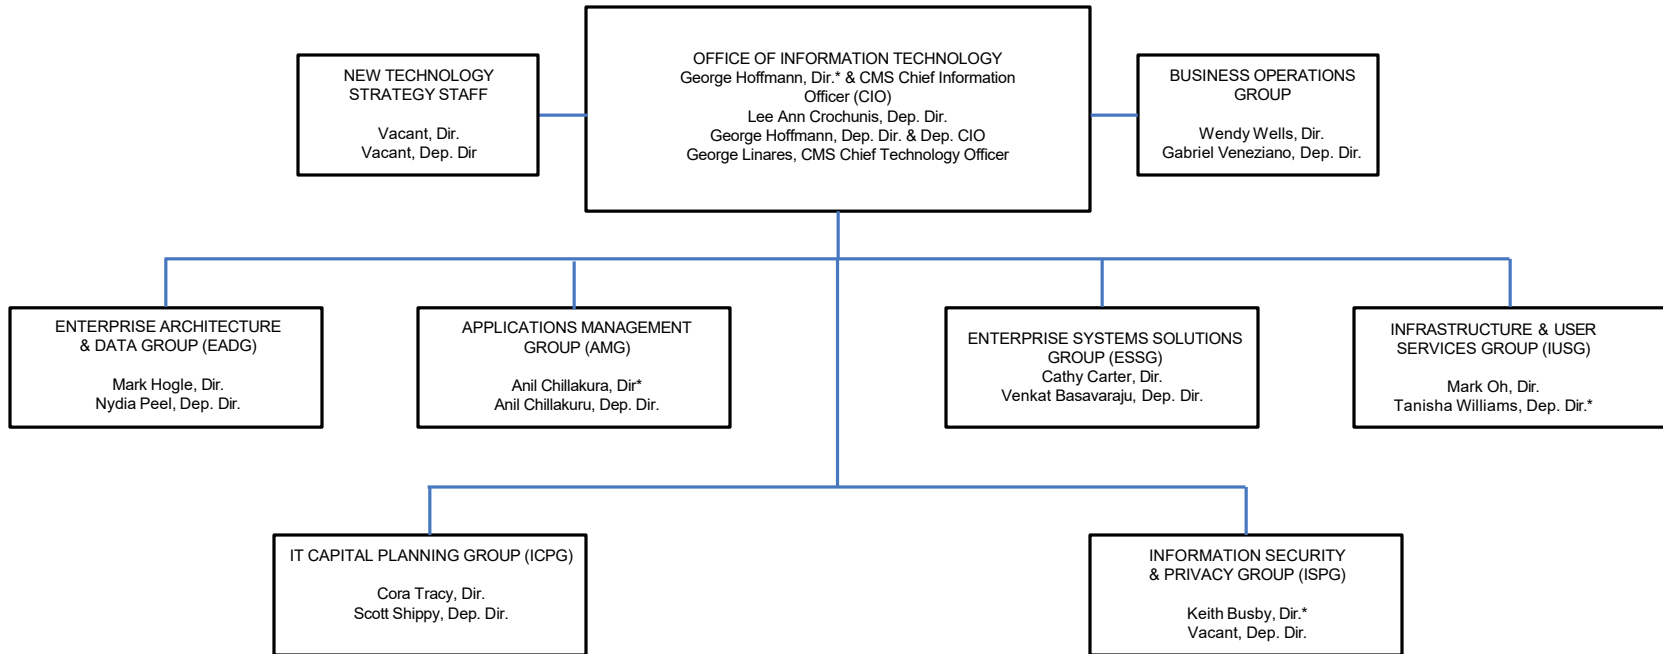 NEW TECHNOLOGY
STRATEGY STAFF
Vacant, Dir.
Vacant, Dep. Dir
OFFICE OF INFORMATION TECHNOLOGY
George Hoffmann, Dir.* & CMS Chief Information
Officer (CIO)
Lee Ann Crochunis, Dep. Dir.
George Hoffmann, Dep. Dir. & Dep. CIO
George Linares, CMS Chief Technology Officer
BUSINESS OPERATIONS
GROUP
Wendy Wells, Dir.
Gabriel Veneziano, Dep. Dir.
ENTERPRISE ARCHITECTURE
& DATA GROUP (EADG)
Mark Hogle, Dir.
Nydia Peel, Dep. Dir.
APPLICATIONS MANAGEMENT
GROUP (AMG)
Anil Chillakura, Dir*
Anil Chillakuru, Dep. Dir.
ENTERPRISE SYSTEMS SOLUTIONS
GROUP (ESSG)
Cathy Carter, Dir.
Venkat Basavaraju, Dep. Dir.
INFRASTRUCTURE & USER
SERVICES GROUP (IUSG)
Mark Oh, Dir.
Tanisha Williams, Dep. Dir.*
IT CAPITAL PLANNING GROUP (ICPG)
Cora Tracy, Dir.
Scott Shippy, Dep. Dir.
INFORMATION SECURITY
& PRIVACY GROUP (ISPG)
Keith Busby, Dir.*
Vacant, Dep. Dir.